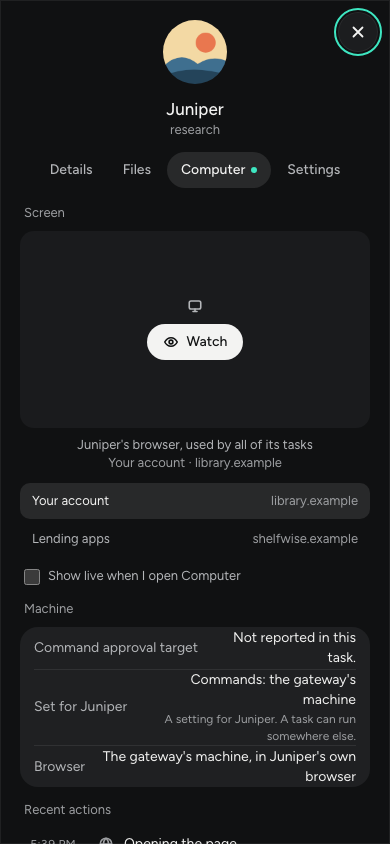 Juniper
research
Details Files Computer Settings
Screen
Watch
Juniper's browser, used by all of its tasks
Your account · library.example
Your account library.example
Lending apps shelfwise.example
Show live when I open Computer
Machine
Command approval target Not reported in this
task.
Set for Juniper Commands: the gateway's
machine
A setting for Juniper. A task can run
somewhere else.
Browser The gateway's machine, in Juniper's own
browser
Recent actions
5:39 PM Opening the page